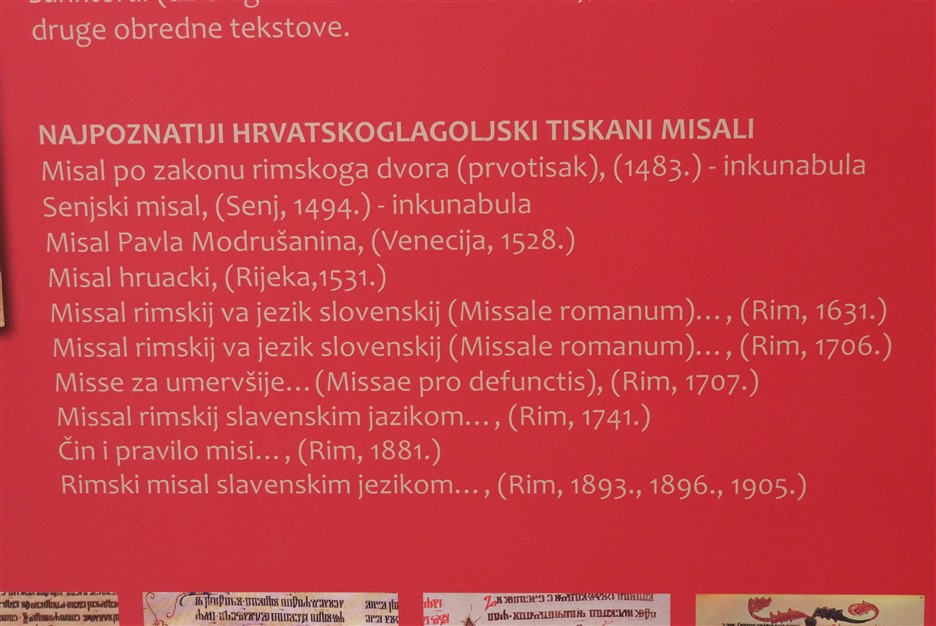 druge obredne tekstove.
NAJPOZNATIJI HRVATSKOGLAGOLJSKI TISKANI MISALI
Misal po zakonu rimskoga dvora (prvotisak), (1483.) - inkunabula
Senjski misal, (Senj, 1494.) - inkunabula
Misal Pavla Modrušanina, (Venecija, 1528.)
Misal hruacki, (Rijeka,1531.)
Missal rimskij va jezik slovenskij (Missale romanum)..., (Rim, 1631.)
Missal rimskij va jezik slovenskij (Missale romanum)..., (Rim, 1706.)
Misse za umervšije...(Missae pro defunctis), (Rim, 1707.)
Missal rimskij slavenskim jazikom..., (Rim, 1741.)
Čin i pravilo misi..., (Rim, 1881.)
Rimski misal slavenskim jezikom..., (Rim, 1893., 1896., 1905.)